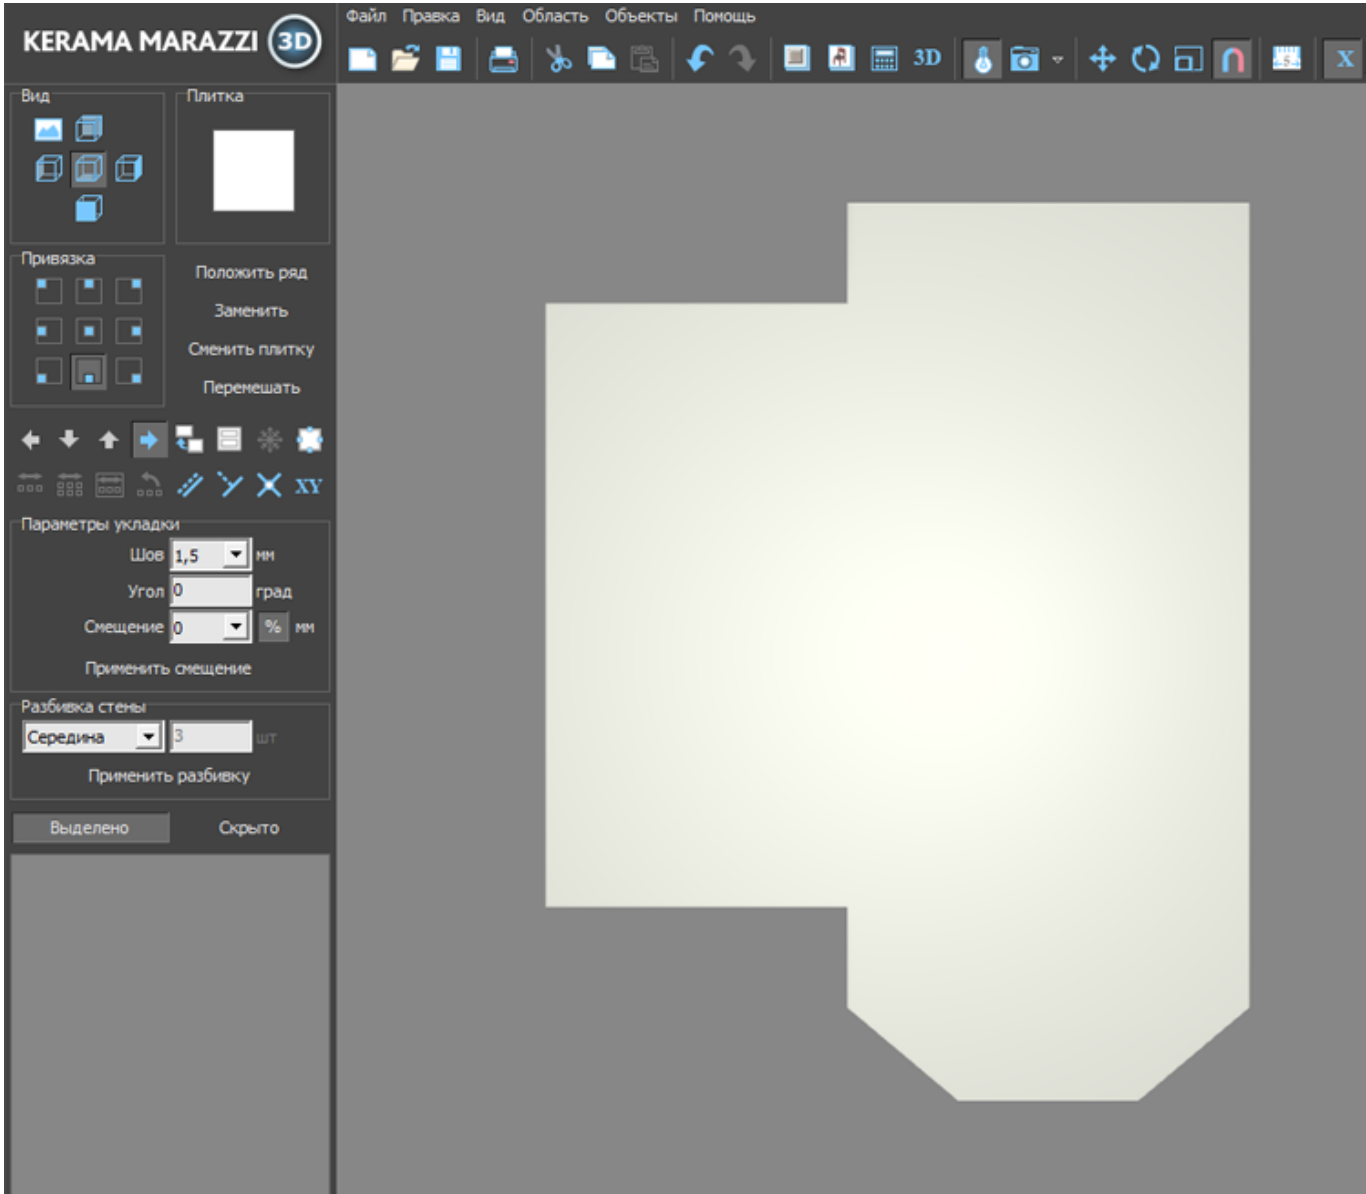 KERAMA MARAZZI 3D
Файл Правка Вид Область Объекты Помощь
3D
5
X
Вид
Плитка
Привязка
Положить ряд
Заменить
Сменить плитку
Перемешать
XY
Параметры укладки
Шов 1,5 мм
Угол 0 град
Смещение 0 % мм
Применить смещение
Разбивка стены
Середина 3 шт
Применить разбивку
Выделено Скрыто